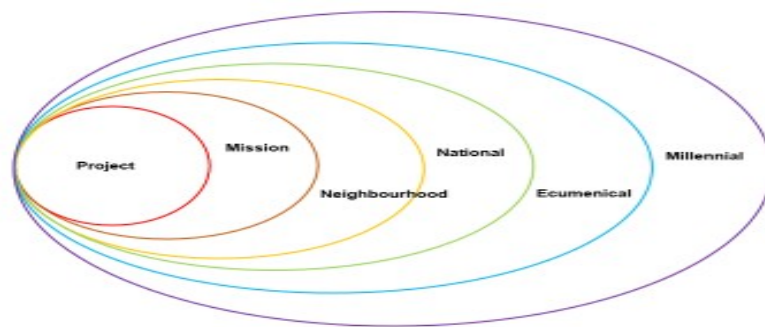 Project
Mission
Neighbourhood
National
Ecumenical
Millennial